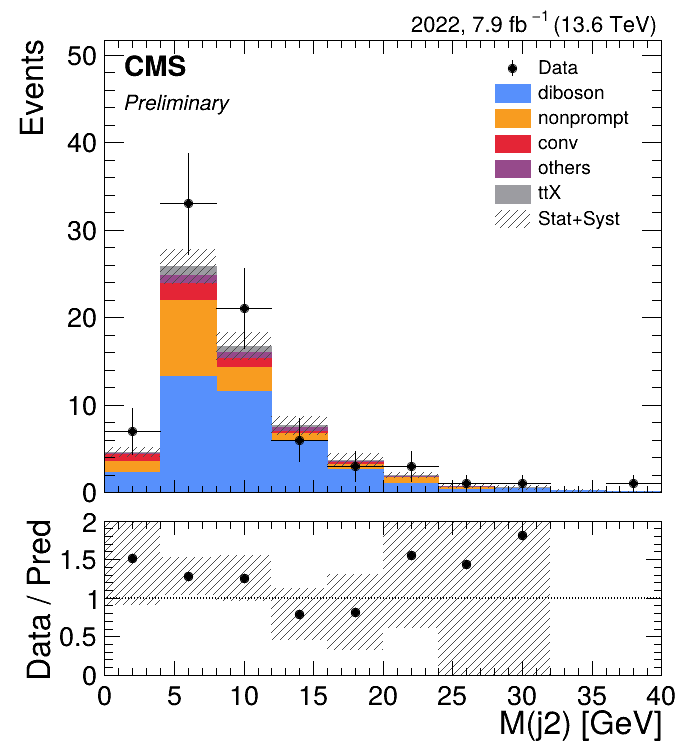 2022, 7.9 fb⁻¹ (13.6 TeV)
CMS
Preliminary
Events
50
40
30
20
10
0
Data
diboson
nonprompt
conv
others
ttX
Stat+Syst
Data / Pred
2
1.5
1
0.5
0
0 5 10 15 20 25 30 35 40
M(j2) [GeV]